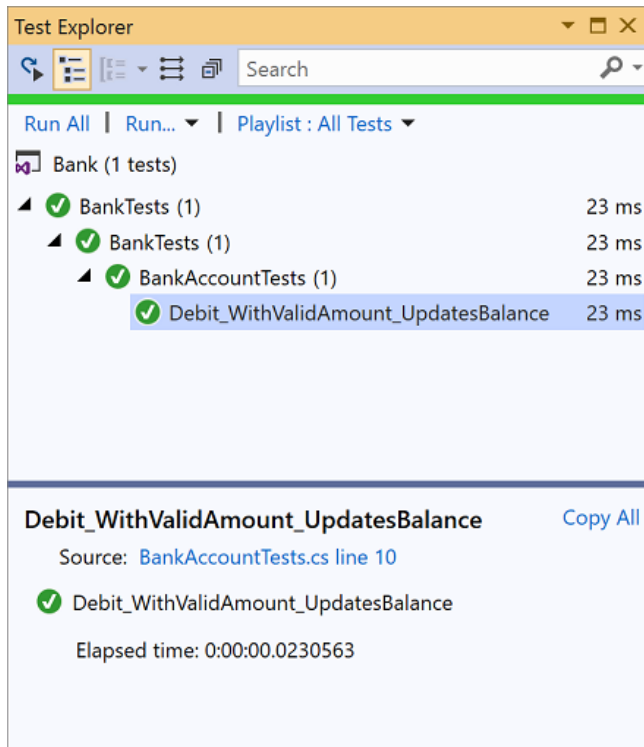 Test Explorer
Search
Run All | Run... | Playlist : All Tests
Bank (1 tests)
BankTests (1) 23 ms
BankTests (1) 23 ms
BankAccountTests (1) 23 ms
Debit_WithValidAmount_UpdatesBalance 23 ms
Debit_WithValidAmount_UpdatesBalance Copy All
Source: BankAccountTests.cs line 10
Debit_WithValidAmount_UpdatesBalance
Elapsed time: 0:00:00.0230563